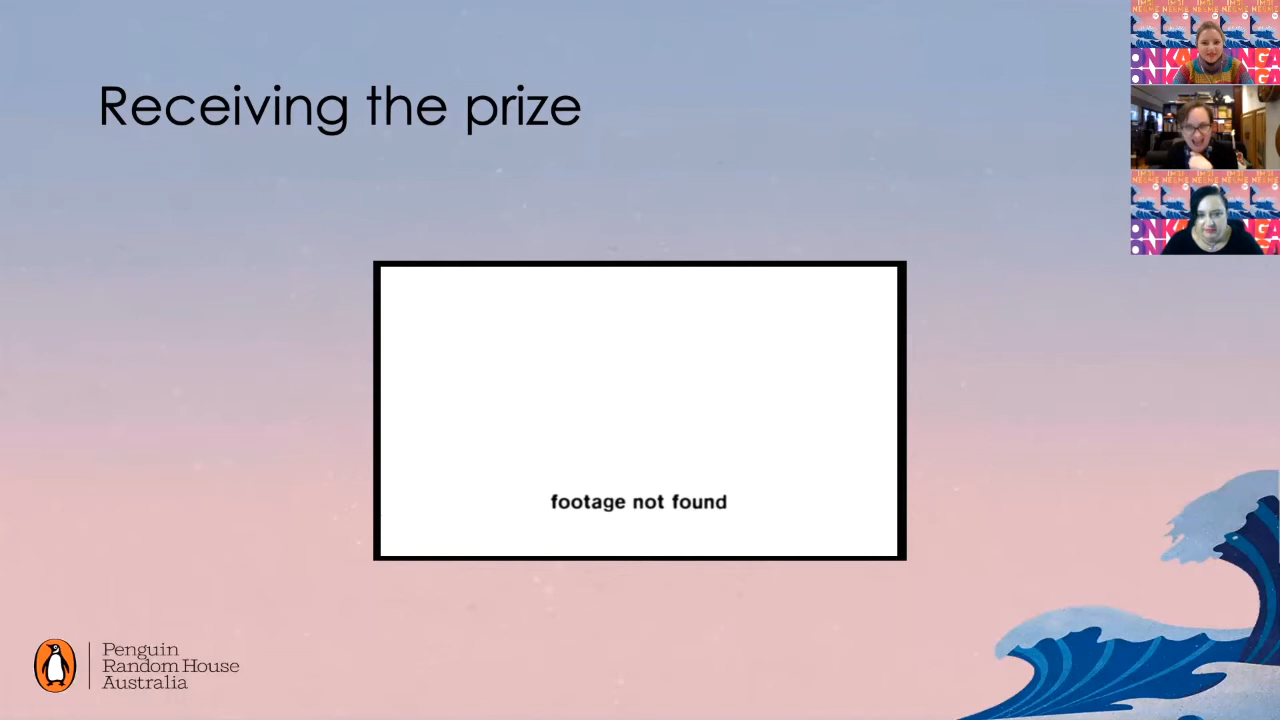 Receiving the prize
footage not found
Penguin
Random House
Australia